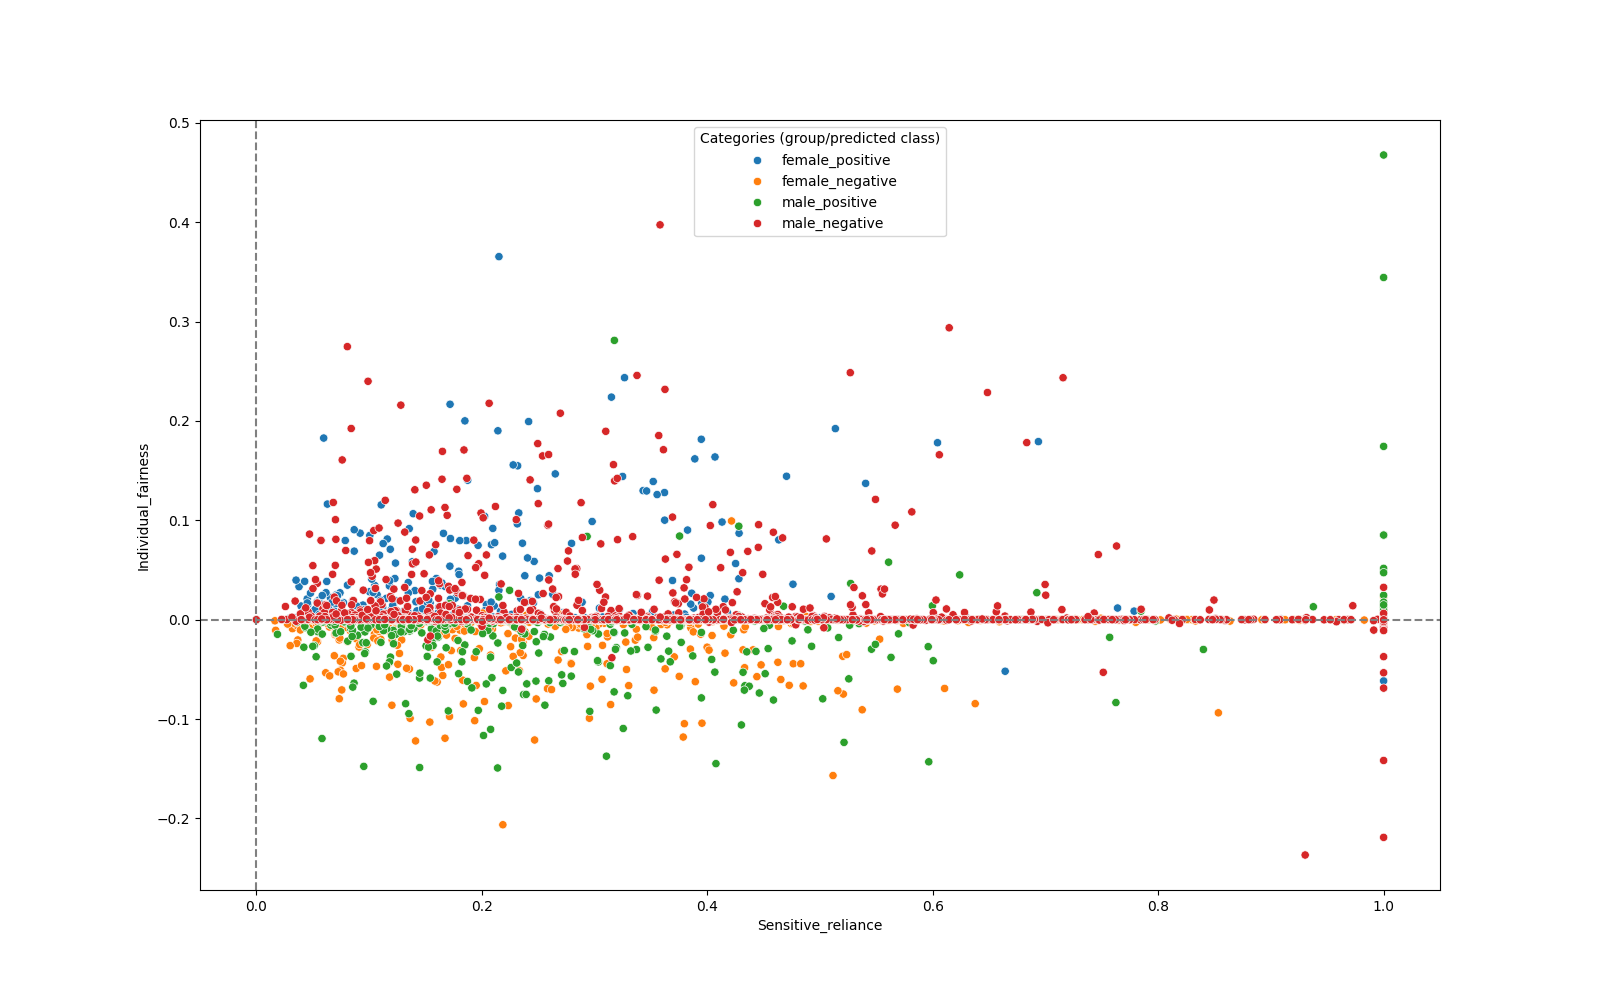 0.5
0.4
0.3
0.2
0.1
0.0
−0.1
−0.2
Individual_fairness
Categories (group/predicted class)
female_positive
female_negative
male_positive
male_negative
0.0 0.2 0.4 0.6 0.8 1.0
Sensitive_reliance